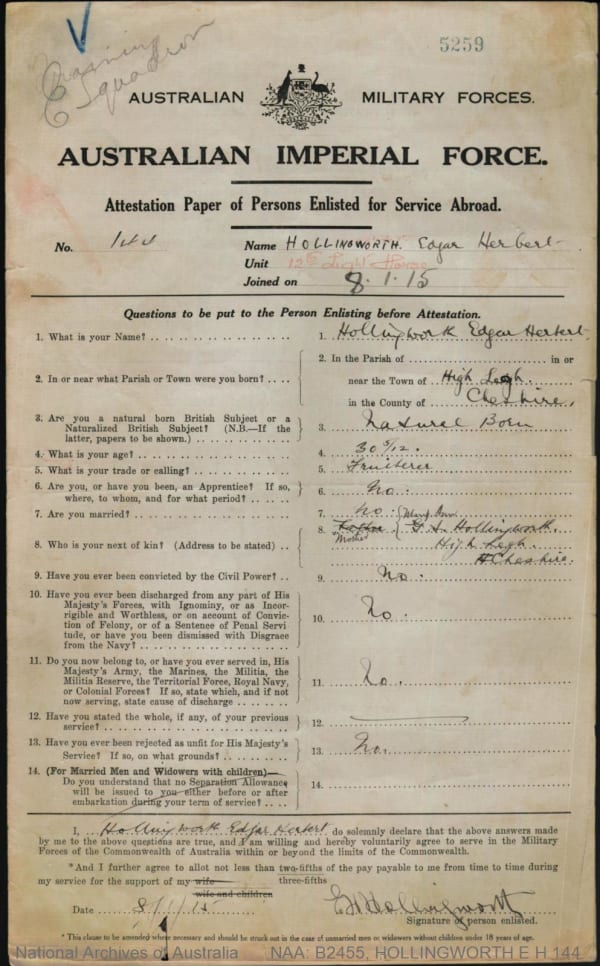 5259
Training
C Squadron
AUSTRALIAN MILITARY FORCES.
AUSTRALIAN IMPERIAL FORCE.
Attestation Paper of Persons Enlisted for Service Abroad.
No. 144 Name HOLLINGWORTH. Edgar Herbert
Unit 12th Light Horse
Joined on 8.1.15
Questions to be put to the Person Enlisting before Attestation.
1. What is your Name? 1. Hollingworth Edgar Herbert
2. In or near what Parish or Town were you born? 2. In the Parish of in or
near the Town of High Legh.
in the County of Cheshire.
3. Are you a natural born British Subject or a
Naturalized British Subject? (N.B.—If the
latter, papers to be shown.) 3. Natural Born
4. What is your age? 4. 30 5/12.
5. What is your trade or calling? 5. Fruiterer
6. Are you, or have you been, an Apprentice? If so,
where, to whom, and for what period? 6. No.
7. Are you married? 7. No
8. Who is your next of kin? (Address to be stated) 8. Father Mother G S Hollingworth.
High Legh.
Cheshire
9. Have you ever been convicted by the Civil Power? 9. No.
10. Have you ever been discharged from any part of His
Majesty's Forces, with Ignominy, or as Incor-
rigible and Worthless, or on account of Convic-
tion of Felony, or of a Sentence of Penal Servi
tude, or have you been dismissed with Disgrace
from the Navy? 10. No.
11. Do you now belong to, or have you ever served in, His
Majesty's Army, the Marines, the Militia, the
Militia Reserve, the Territorial Force, Royal Navy,
or Colonial Forces? If so, state which, and if not
now serving, state cause of discharge 11. No.
12. Have you stated the whole, if any, of your previous
service? 12.
13. Have you ever been rejected as unfit for His Majesty's
Service? If so, on what grounds? 13. No.
14. (For Married Men and Widowers with children)—
Do you understand that no Separation Allowance
will be issued to you either before or after
embarkation during your term of service? 14.
I, Hollingworth Edgar Herbert do solemnly declare that the above answers made
by me to the above questions are true, and I am willing and hereby voluntarily agree to serve in the Military
Forces of the Commonwealth of Australia within or beyond the limits of the Commonwealth.
*And I further agree to allot not less than two-fifths of the pay payable to me from time to time during
three-fifths
my service for the support of my wife
wife and children
Date 8/1/15 E H Hollingworth
Signature of person enlisted.
* This clause to be amended where necessary and should be struck out in the case of unmarried men or widowers without children under 18 years of age.
National Archives of Australia NAA: B2455, HOLLINGWORTH E H 144